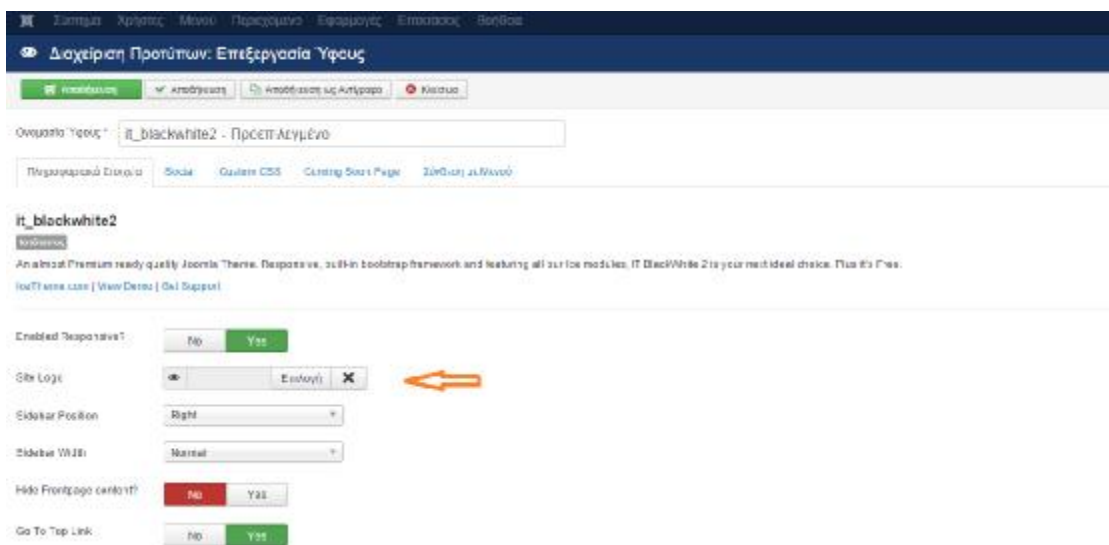 Σύστημα Χρήστες Μενού Περιεχόμενο Εφαρμογές Επεκτάσεις Βοήθεια
Διαχείριση Προτύπων: Επεξεργασία Ύφους
Αποθήκευση Αποθήκευση Αποθήκευση ως Αντίγραφο Κλείσιμο
Ονομασία Ύφους * it_blackwhite2 - Προεπιλεγμένο
Social Custom CSS Coming Soon Page Σύνδεση με Μενού
it_blackwhite2
An almost Premium ready quality Joomla Theme. Responsive, built-in bootstrap framework and featuring all our Ice modules, IT BlackWhite 2 is your next ideal choice. Plus it's Free.
IceTheme.com | View Demo | Get Support
Enabled Responsive? No Yes
Site Logo Επιλογή
Sidebar Position Right
Sidebar Width Normal
Hide Frontpage content? No Yes
Go To Top Link No Yes